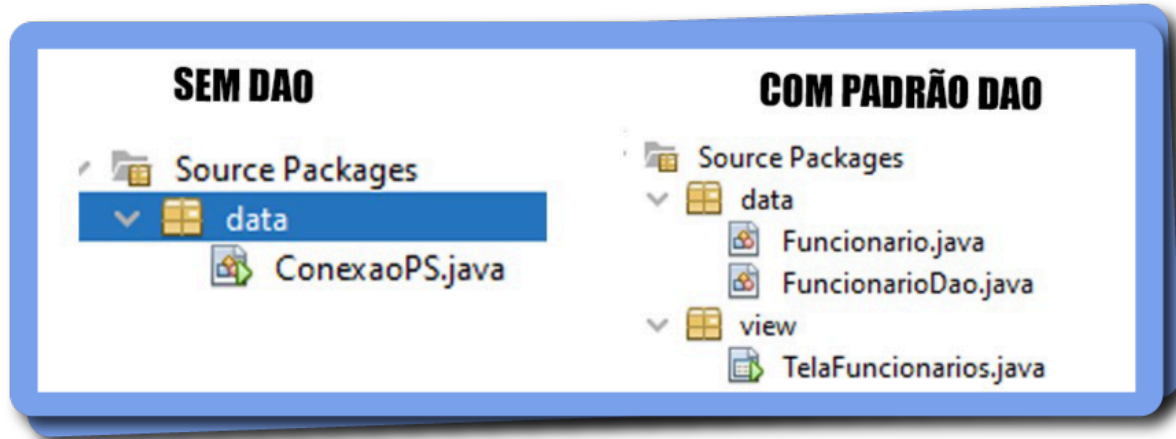 SEM DAO
Source Packages
data
ConexaoPS.java
COM PADRÃO DAO
Source Packages
data
Funcionario.java
FuncionarioDao.java
view
TelaFuncionarios.java